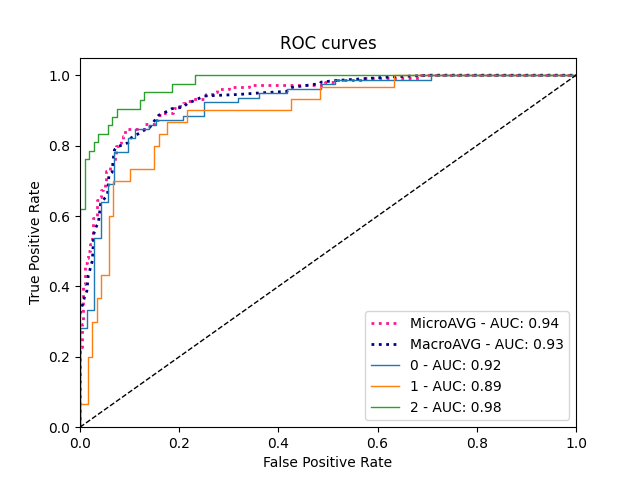 ROC curves
True Positive Rate
1.0
0.8
0.6
0.4
0.2
0.0
MicroAVG - AUC: 0.94
MacroAVG - AUC: 0.93
0 - AUC: 0.92
1 - AUC: 0.89
2 - AUC: 0.98
0.0 0.2 0.4 0.6 0.8 1.0
False Positive Rate